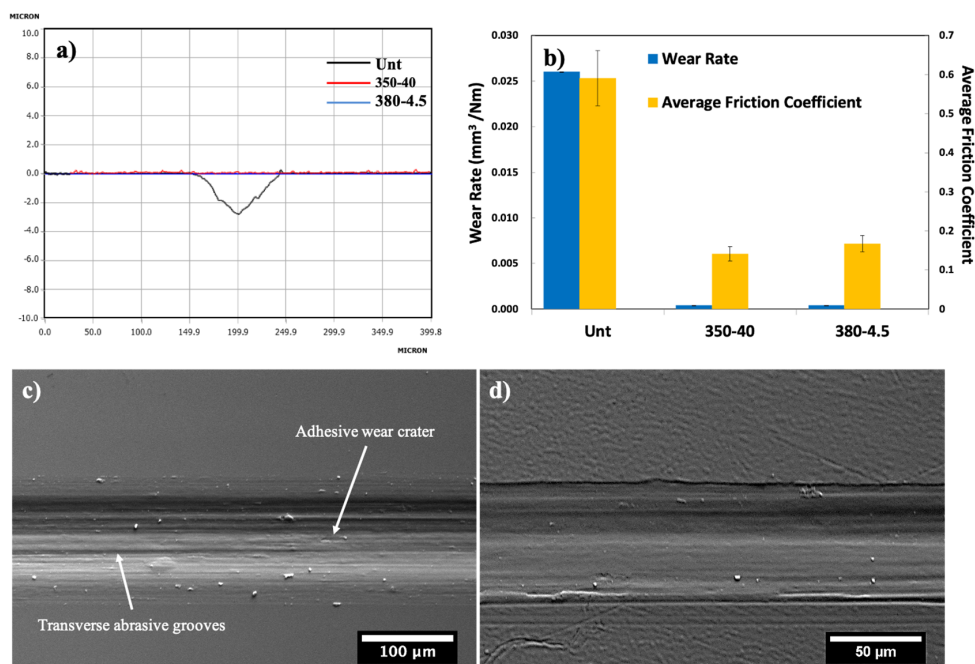 MICRON
10.0
8.0
6.0
4.0
2.0
0.0
-2.0
-4.0
-6.0
-8.0
-10.0
a)
Unt
350-40
380-4.5
0.0 50.0 99.9 149.9 199.9 249.9 299.9 349.9 399.8
MICRON
b)
Wear Rate
Average Friction Coefficient
Wear Rate (mm³ /Nm)
0.030
0.025
0.020
0.015
0.010
0.005
0.000
0.7
0.6
0.5
0.4
0.3
0.2
0.1
0
Average Friction
Coefficient
Unt 350-40 380-4.5
c)
Adhesive wear crater
Transverse abrasive grooves
100 µm
d)
50 µm